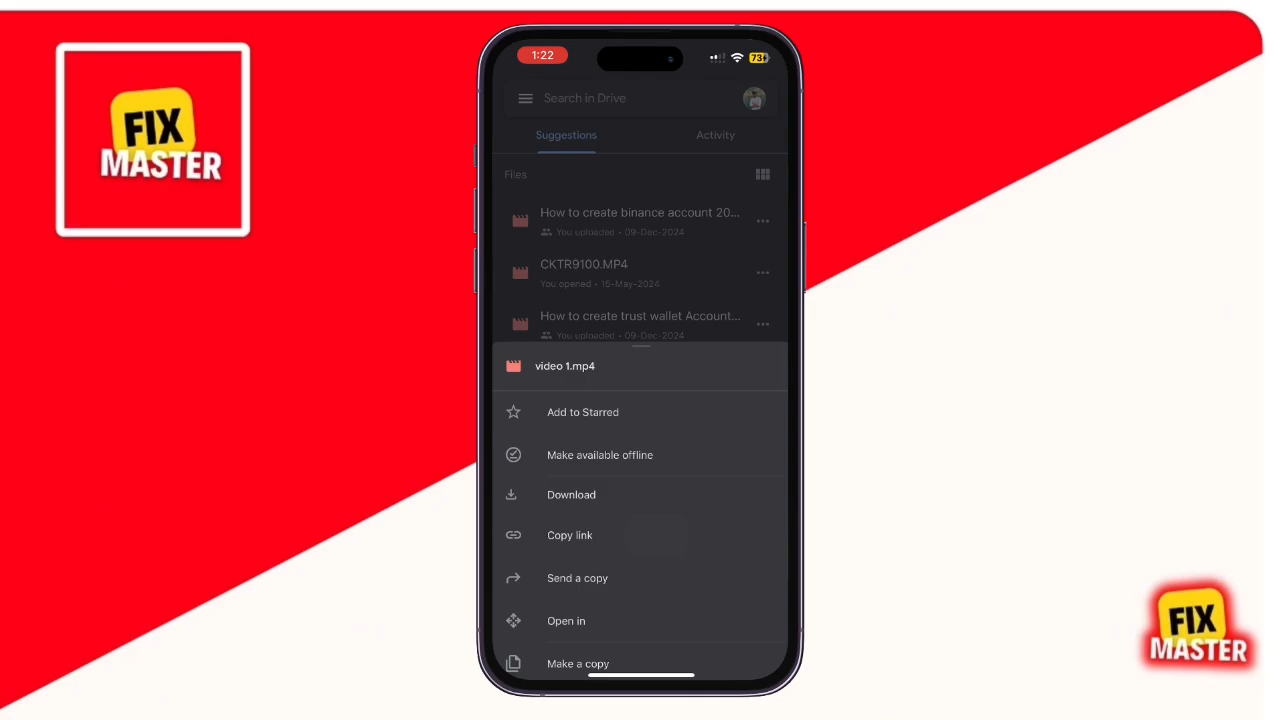 FIX
MASTER
1:22
73
Search in Drive
Suggestions
Activity
Files
How to create binance account 20...
You uploaded • 09-Dec-2024
CKTR9100.MP4
You opened • 15-May-2024
How to create trust wallet Account...
You uploaded • 09-Dec-2024
video 1.mp4
Add to Starred
Make available offline
Download
Copy link
Send a copy
Open in
Make a copy
FIX
MASTER